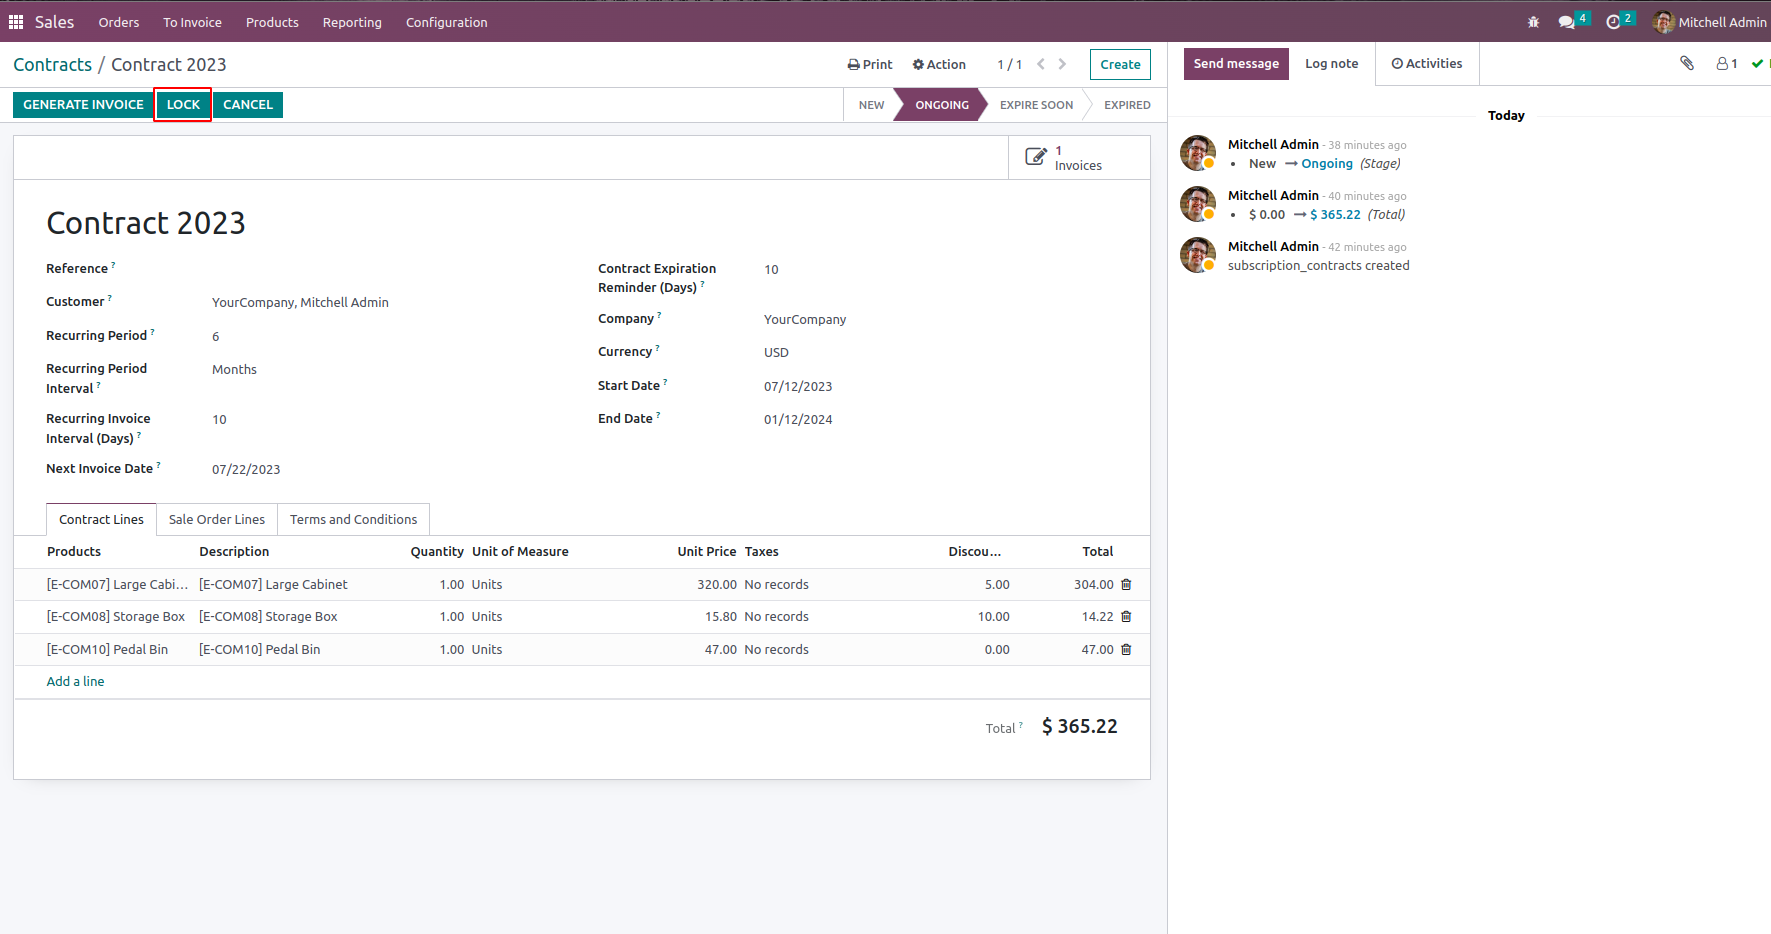 Sales Orders To Invoice Products Reporting Configuration 4 2 Mitchell Admin
Contracts / Contract 2023 Print Action 1 / 1 Create
GENERATE INVOICE LOCK CANCEL NEW ONGOING EXPIRE SOON EXPIRED
1
Invoices
Contract 2023
Reference ?
Customer ? YourCompany, Mitchell Admin
Recurring Period ? 6
Recurring Period
Interval ? Months
Recurring Invoice
Interval (Days) ? 10
Next Invoice Date ? 07/22/2023
Contract Expiration
Reminder (Days) ? 10
Company ? YourCompany
Currency ? USD
Start Date ? 07/12/2023
End Date ? 01/12/2024
Contract Lines Sale Order Lines Terms and Conditions
Products Description Quantity Unit of Measure Unit Price Taxes Discou... Total
[E-COM07] Large Cabi... [E-COM07] Large Cabinet 1.00 Units 320.00 No records 5.00 304.00
[E-COM08] Storage Box [E-COM08] Storage Box 1.00 Units 15.80 No records 10.00 14.22
[E-COM10] Pedal Bin [E-COM10] Pedal Bin 1.00 Units 47.00 No records 0.00 47.00
Add a line
Total ? $ 365.22
Send message Log note Activities 1
Today
Mitchell Admin - 38 minutes ago
• New → Ongoing (Stage)
Mitchell Admin - 40 minutes ago
• $ 0.00 → $ 365.22 (Total)
Mitchell Admin - 42 minutes ago
subscription_contracts created